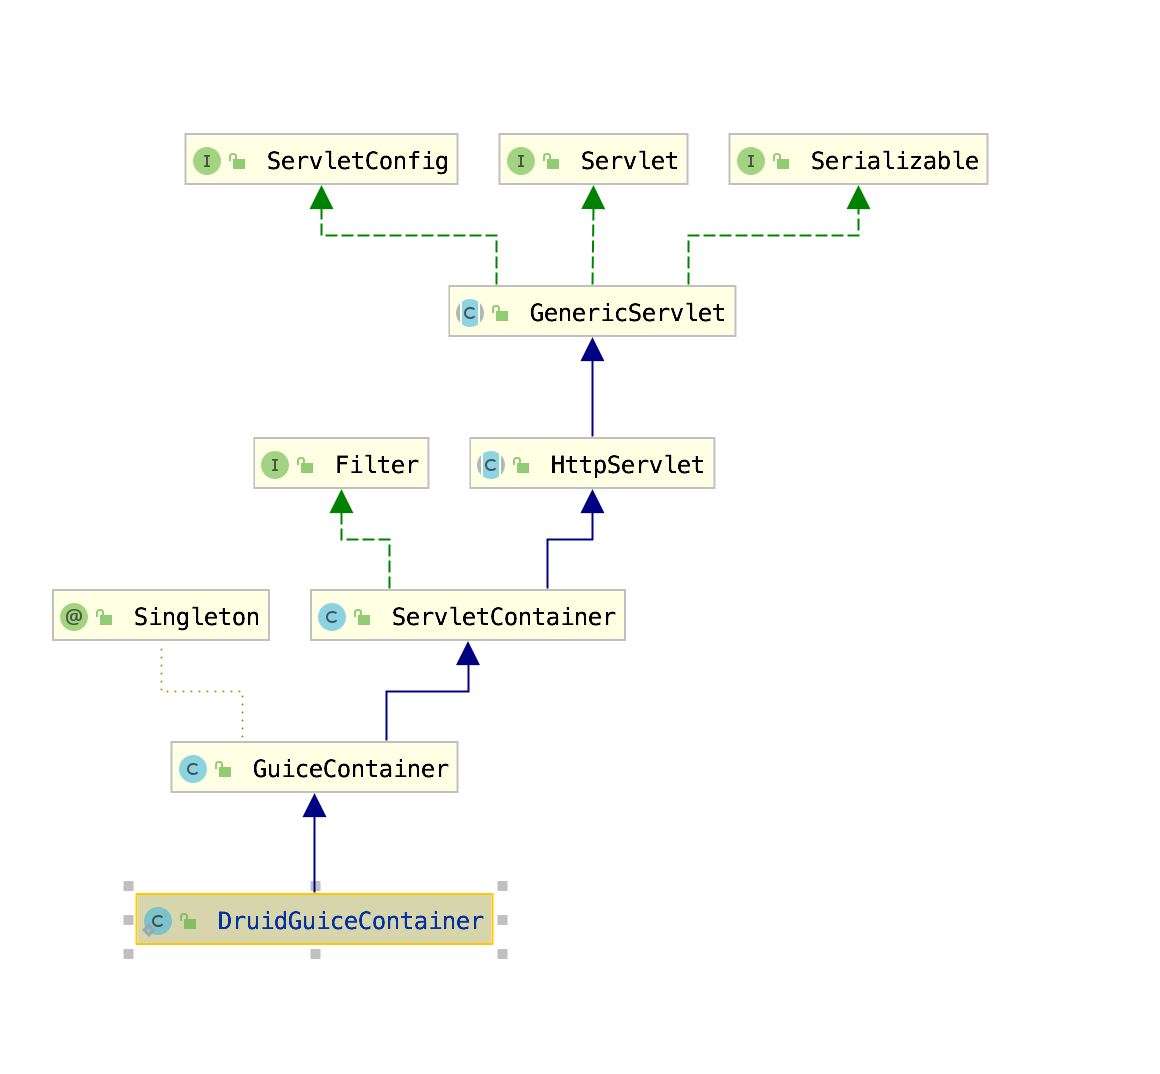 I ServletConfig
I Servlet
I Serializable
C GenericServlet
I Filter
C HttpServlet
@ Singleton
C ServletContainer
C GuiceContainer
C DruidGuiceContainer